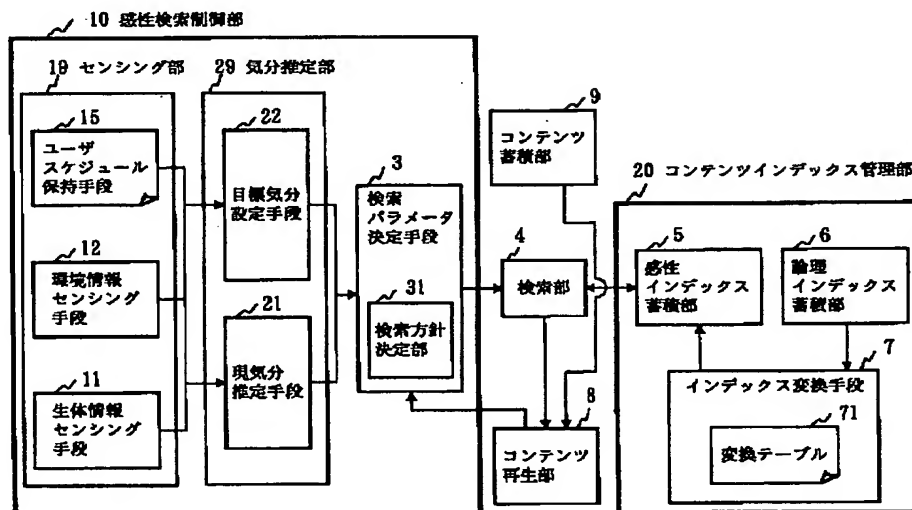 10 感性検索制御部
19 センシング部
15
ユーザ
スケジュール
保持手段
12
環境情報
センシング
手段
11
生体情報
センシング
手段
29 気分推定部
22
目標気分
設定手段
21
現気分
推定手段
3
検索
パラメータ
決定手段
31
検索方針
決定部
9
コンテンツ
蓄積部
4
検索部
8
コンテンツ
再生部
20 コンテンツインデックス管理部
5
感性
インデックス
蓄積部
6
論理
インデックス
蓄積部
7
インデックス変換手段
71
変換テーブル